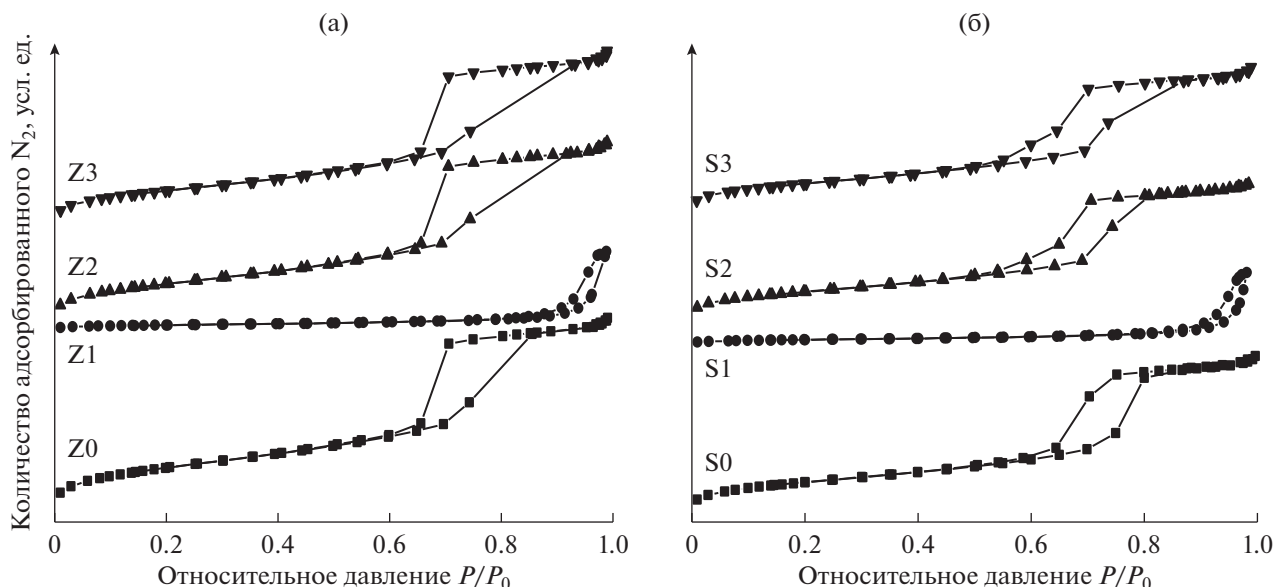 (а)
Количество адсорбированного N₂, усл. ед.
Z3
Z2
Z1
Z0
0 0.2 0.4 0.6 0.8 1.0
Относительное давление P/P₀
(б)
S3
S2
S1
S0
0 0.2 0.4 0.6 0.8 1.0
Относительное давление P/P₀